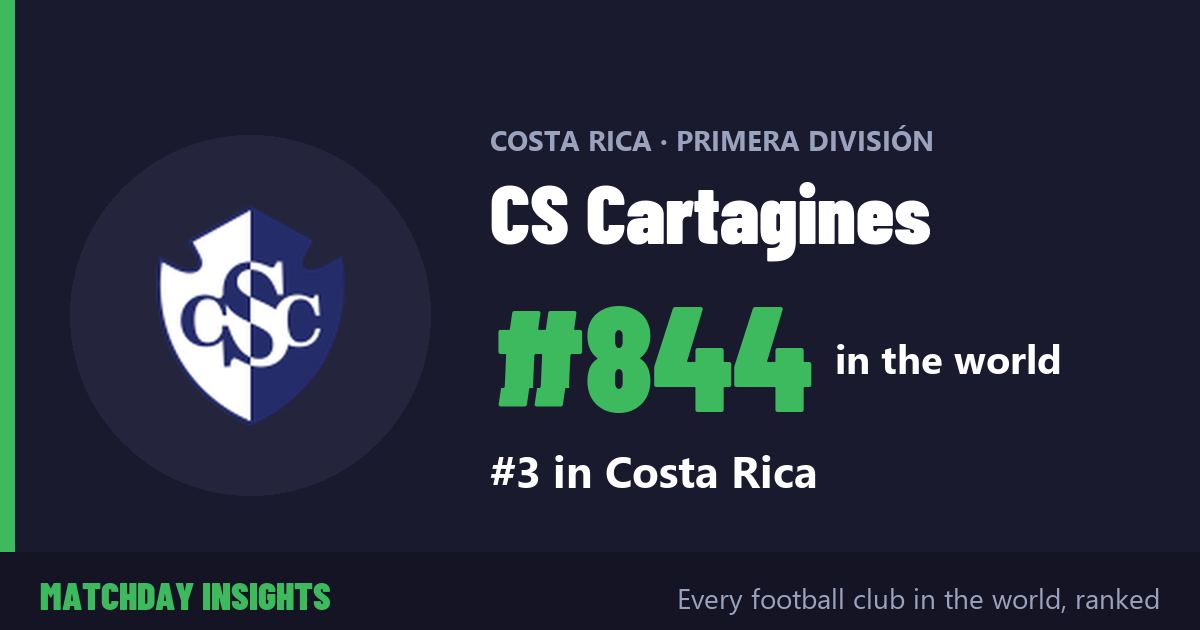 COSTA RICA · PRIMERA DIVISIÓN
CS Cartagines
CSC
#844 in the world
#3 in Costa Rica
MATCHDAY INSIGHTS
Every football club in the world, ranked